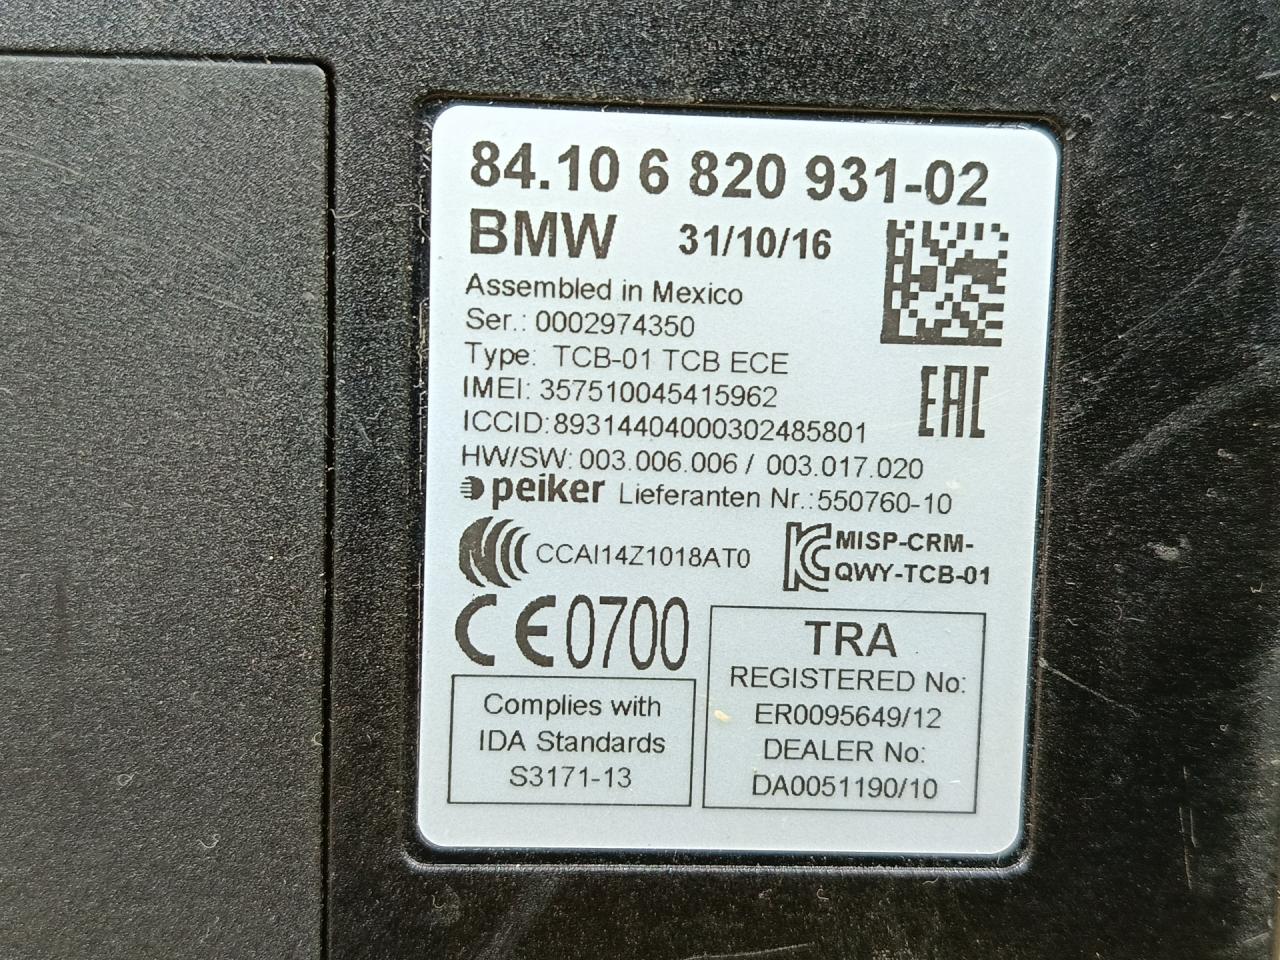 84.10 6 820 931-02
BMW 31/10/16
Assembled in Mexico
Ser.: 0002974350
Type: TCB-01 TCB ECE
IMEI: 357510045415962
EAC
ICCID: 89314404000302485801
HW/SW: 003.006.006 / 003.017.020
peiker Lieferanten Nr.: 550760-10
CCAI14Z1018AT0
MISP-CRM-
QWY-TCB-01
CE0700
Complies with
IDA Standards
S3171-13
TRA
REGISTERED No:
ER0095649/12
DEALER No:
DA0051190/10